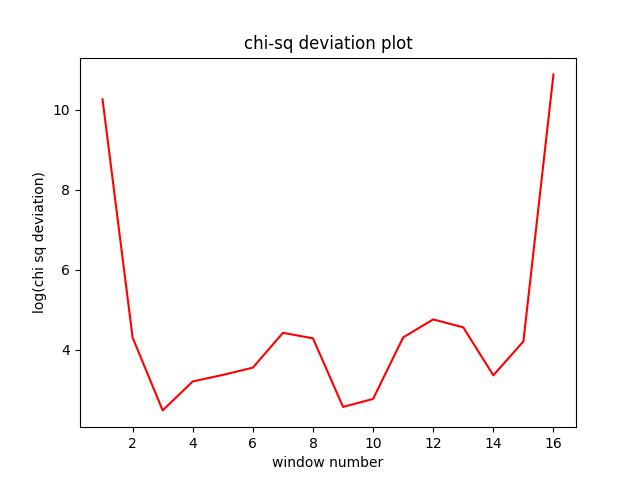 chi-sq deviation plot
log(chi sq deviation)
10
8
6
4
2 4 6 8 10 12 14 16
window number